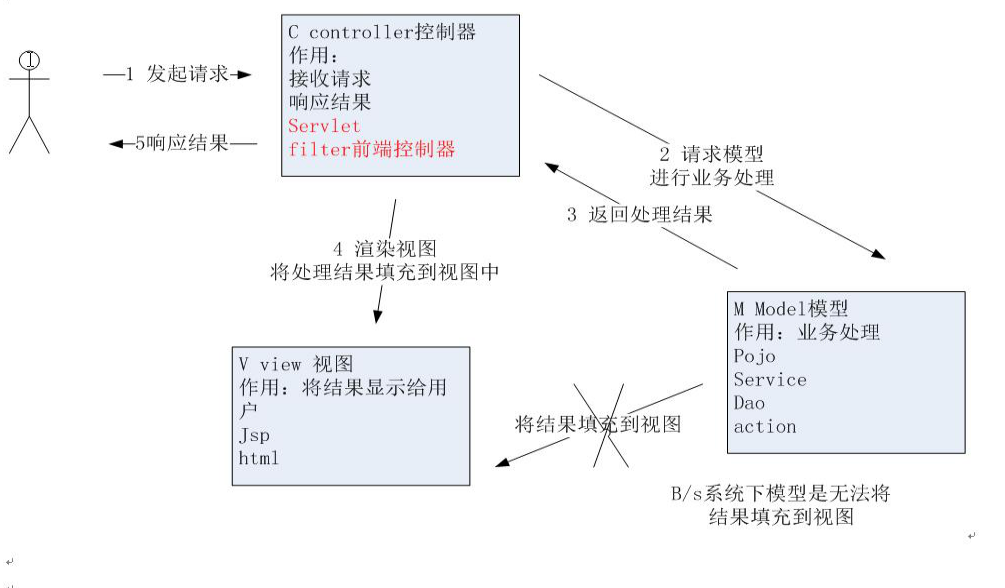 C controller控制器
作用：
接收请求
响应结果
Servlet
filter前端控制器
1 发起请求
5响应结果
2 请求模型
进行业务处理
3 返回处理结果
4 渲染视图
将处理结果填充到视图中
M Model模型
作用：业务处理
Pojo
Service
Dao
action
V view 视图
作用：将结果显示给用
户
Jsp
html
将结果填充到视图
B/s系统下模型是无法将
结果填充到视图